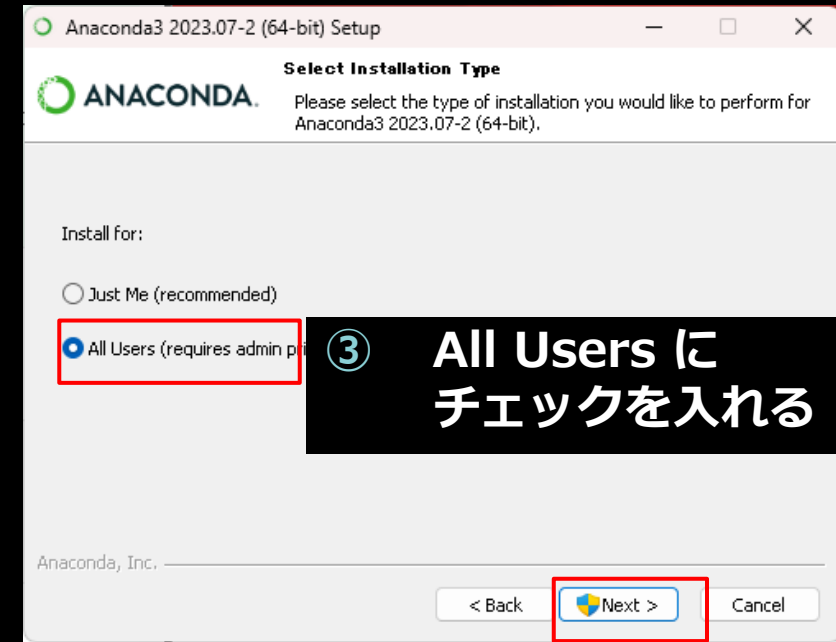 Anaconda3 2023.07-2 (64-bit) Setup
ANACONDA.
Select Installation Type
Please select the type of installation you would like to perform for
Anaconda3 2023.07-2 (64-bit).
Install for:
Just Me (recommended)
All Users (requires admin pri
③ All Users に
チェックを入れる
Anaconda, Inc.
< Back
Next >
Cancel